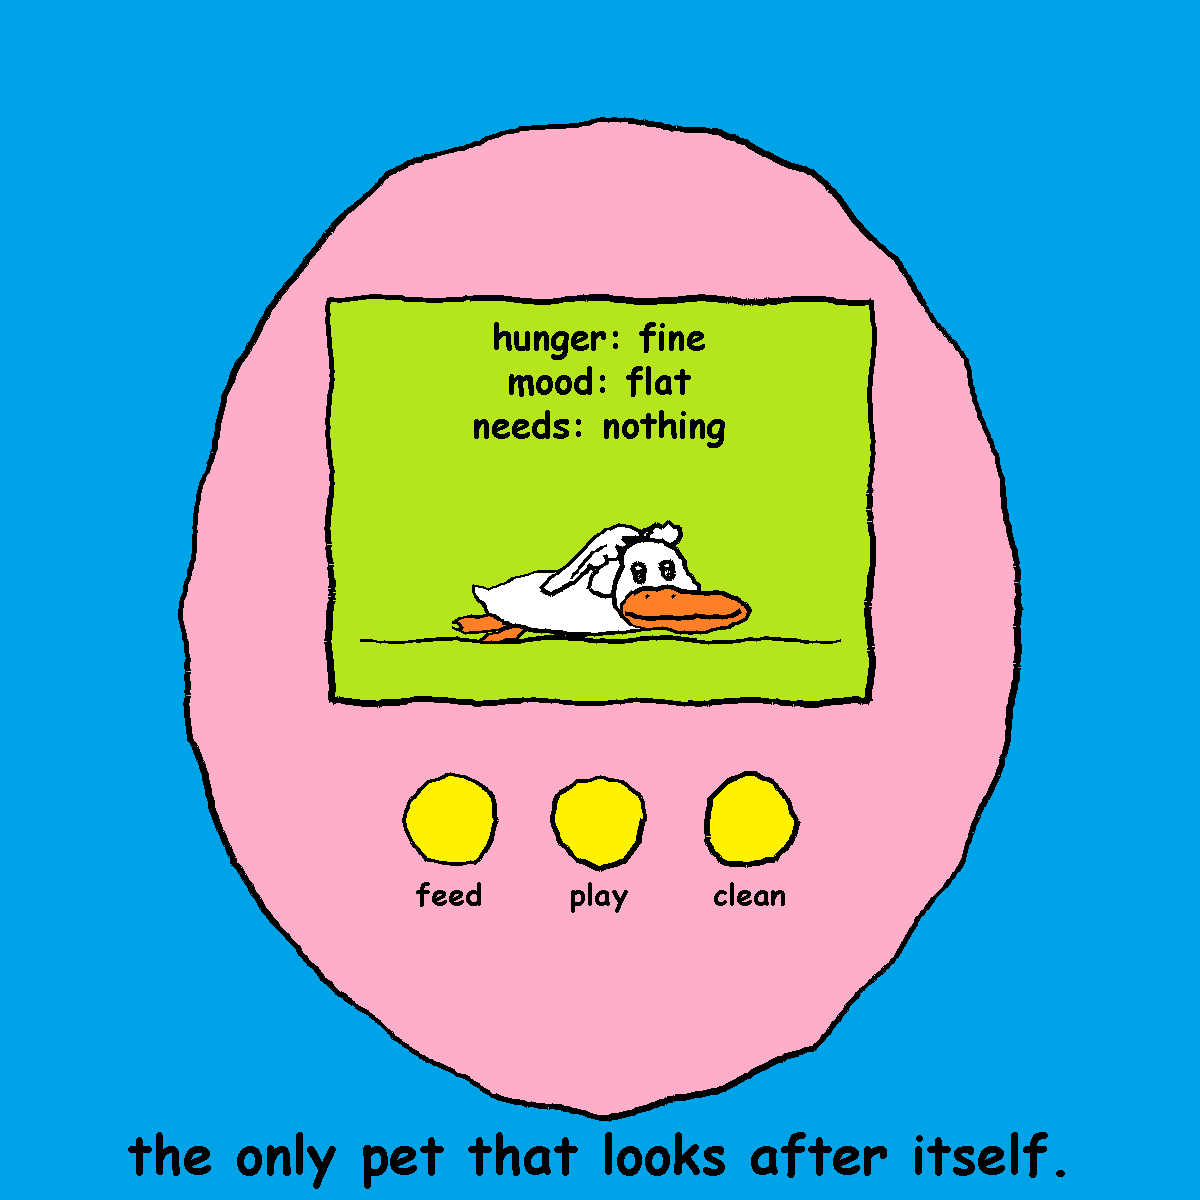 hunger: fine
mood: flat
needs: nothing
feed play clean
the only pet that looks after itself.